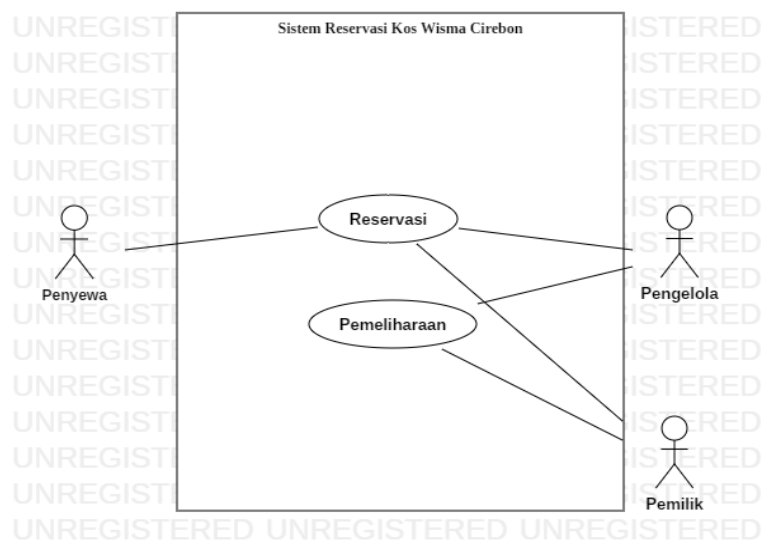 Sistem Reservasi Kos Wisma Cirebon
Reservasi
Penyewa
Pengelola
Pemeliharaan
Pemilik
UNREGISTERED UNREGISTERED UNREGISTERED